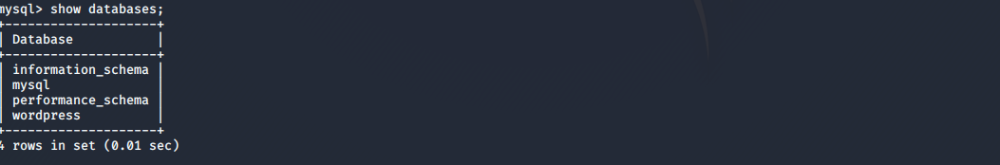 mysql> show databases;
+--------------------+
| Database           |
+--------------------+
| information_schema |
| mysql              |
| performance_schema |
| wordpress          |
+--------------------+
4 rows in set (0.01 sec)